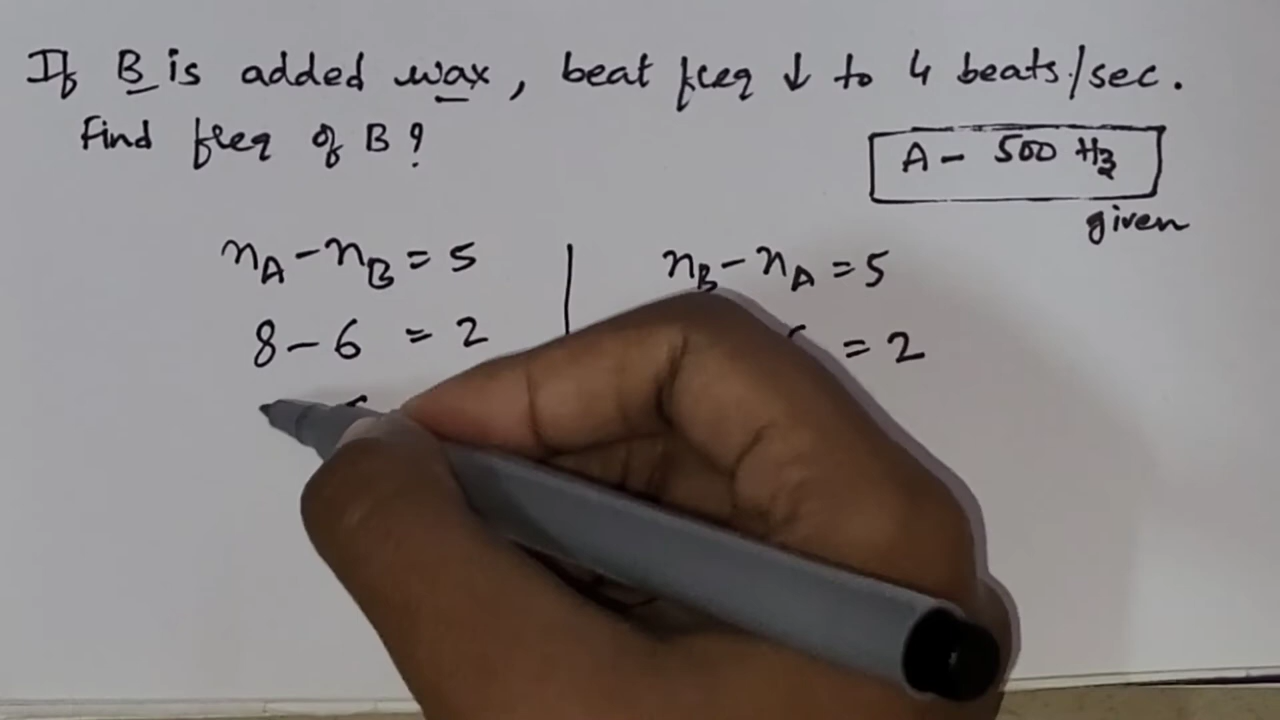 If B is added wax, beat freq ↓ to 4 beats/sec.
Find freq of B?
A - 500 Hz
given
nA - nB = 5
nB - nA = 5
8 - 6 = 2
= 2